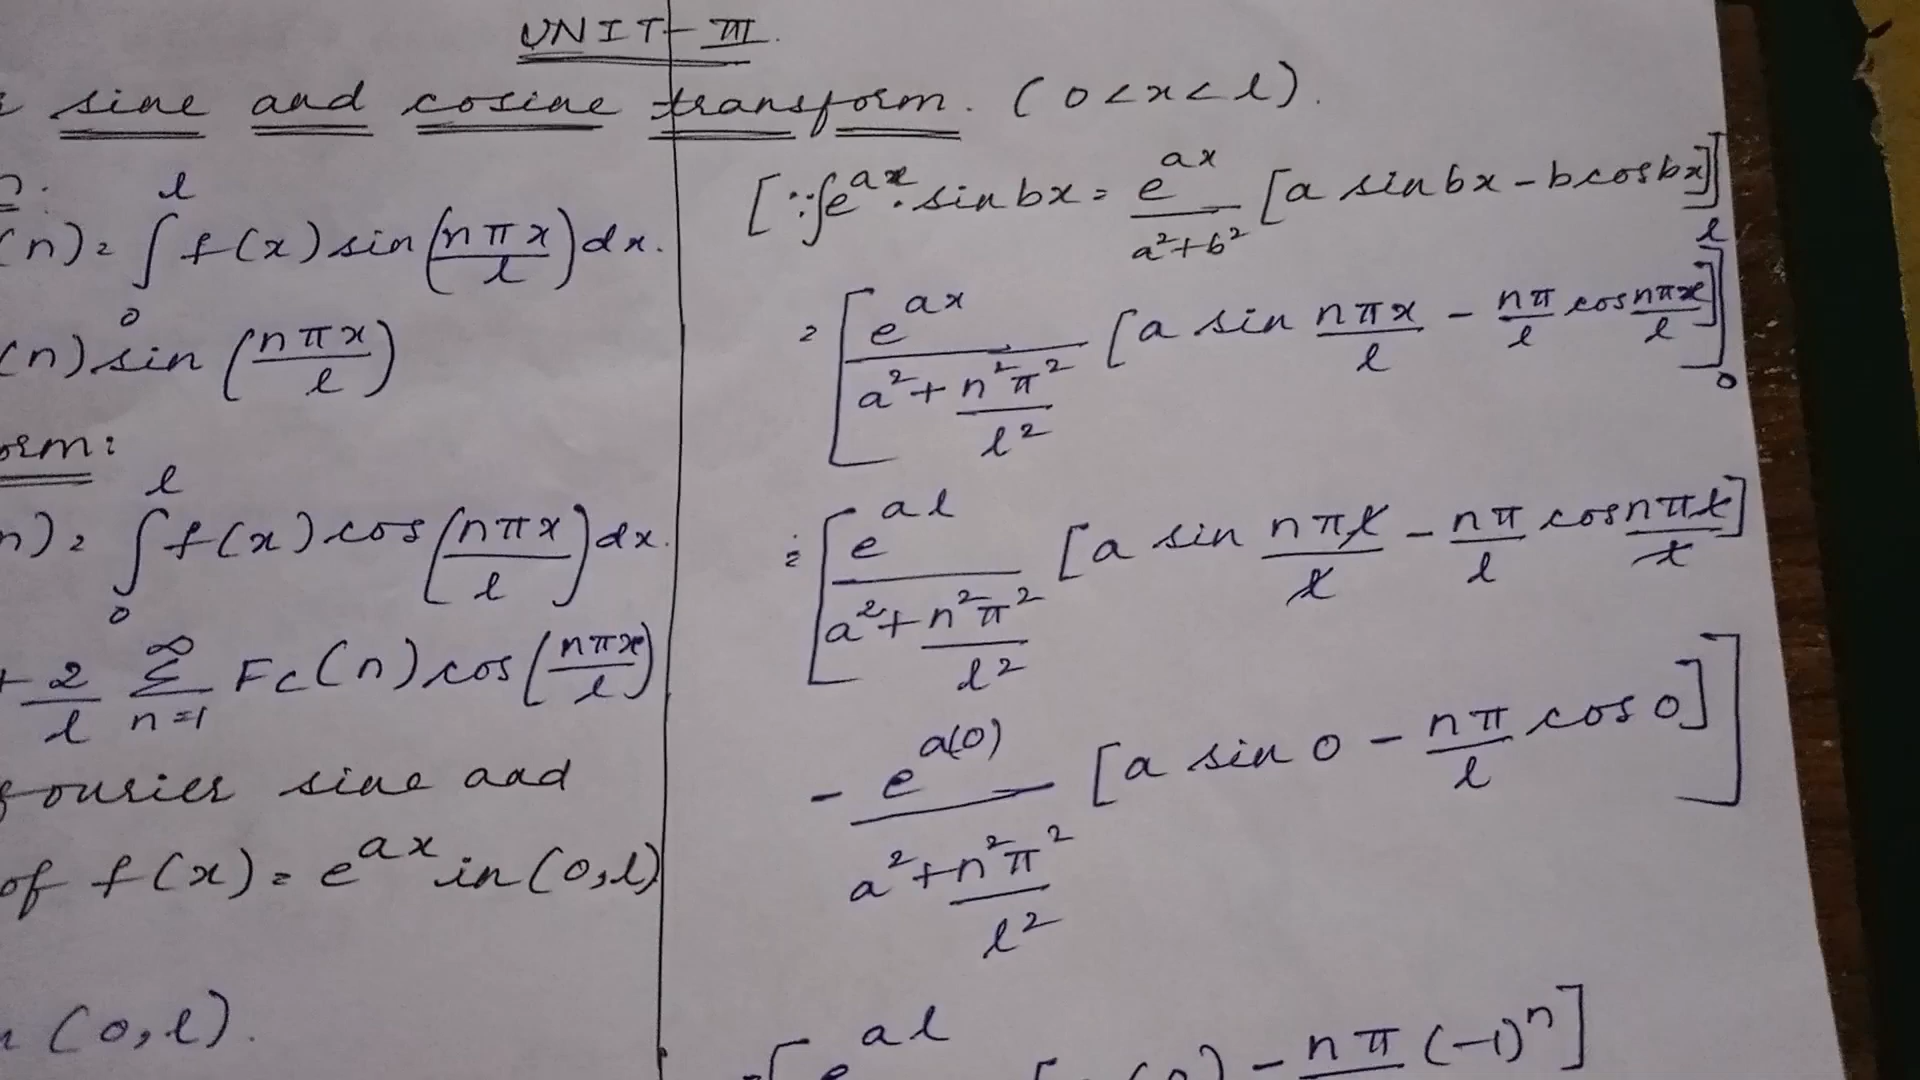 UNIT-III.
sine and cosine transform. (0<x<l).
(n) = ∫₀ˡ f(x) sin(nπx/l) dx.
(n) sin (nπx/l)
orm:
n) = ∫₀ˡ f(x) cos(nπx/l) dx.
+ 2/l ∑_{n=1}^∞ Fc(n) cos(nπx/l)
fourier sine and
of f(x) = e^{ax} in (0,l)
(0,l).
[∵∫e^{ax}.sin bx = e^{ax}/(a²+b²) [a sin bx - b cos bx]]
= [e^{ax}/(a²+n²π²/l²) [a sin nπx/l - nπ/l cos nπx/l]]₀ˡ
= [e^{al}/(a²+n²π²/l²) [a sin nπl/l - nπ/l cos nπl/l]
- e^{a(0)}/(a²+n²π²/l²) [a sin 0 - nπ/l cos 0]]
e^{al} (0) - nπ (-1)ⁿ]